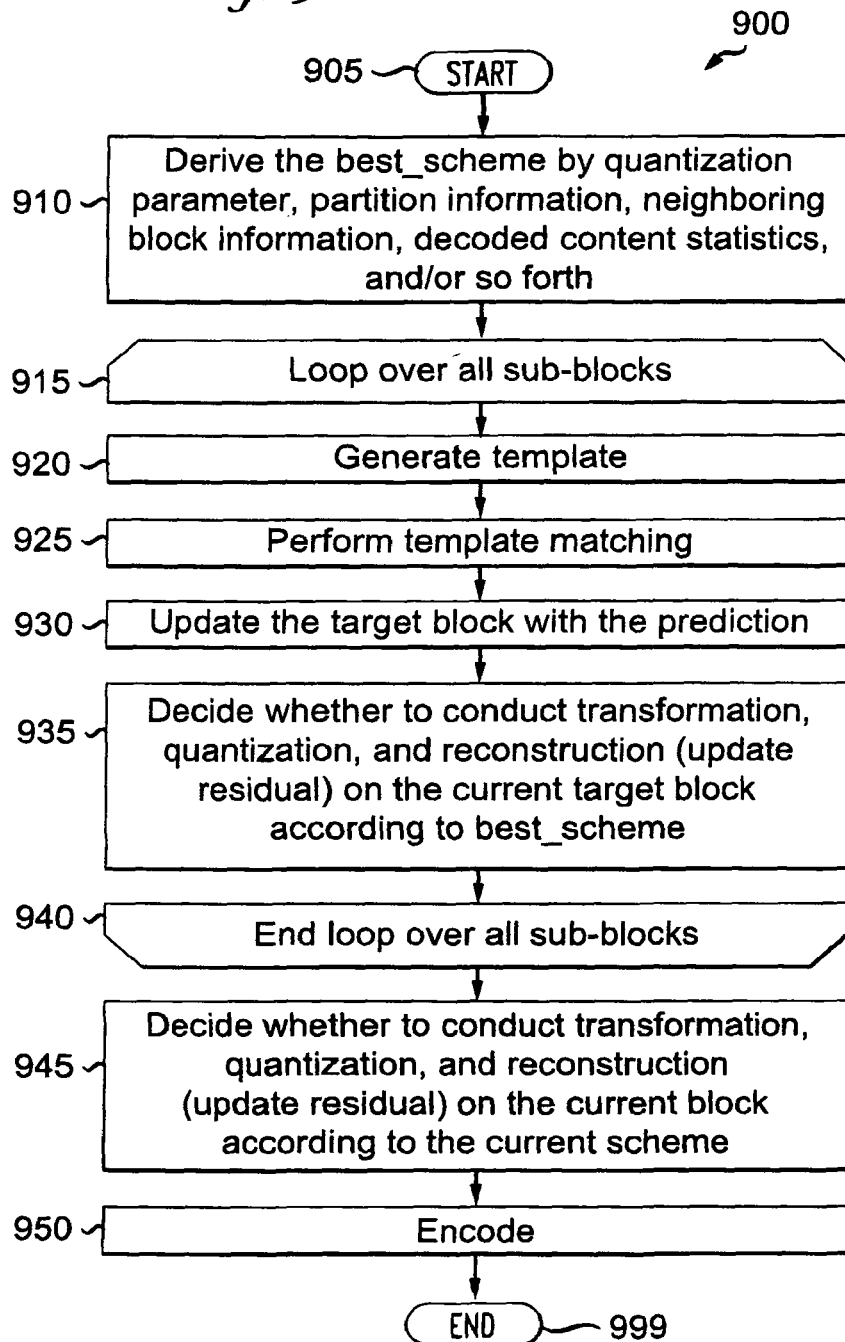 900
905 START
910 Derive the best_scheme by quantization
parameter, partition information, neighboring
block information, decoded content statistics,
and/or so forth
915 Loop over all sub-blocks
920 Generate template
925 Perform template matching
930 Update the target block with the prediction
935 Decide whether to conduct transformation,
quantization, and reconstruction (update
residual) on the current target block
according to best_scheme
940 End loop over all sub-blocks
945 Decide whether to conduct transformation,
quantization, and reconstruction
(update residual) on the current block
according to the current scheme
950 Encode
END 999